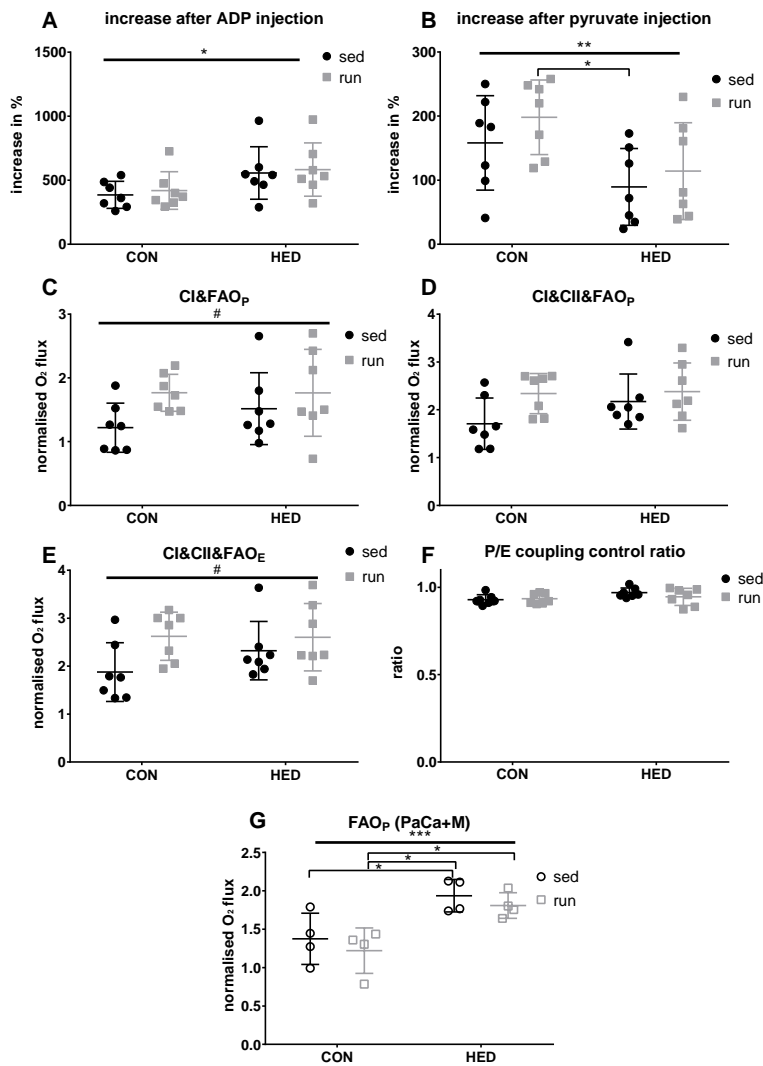 A increase after ADP injection
increase in %
1500
1000
500
0
*
sed
run
CON HED
B increase after pyruvate injection
increase in %
300
200
100
0
**
*
sed
run
CON HED
C CI&FAOP
normalised O2 flux
3
2
1
0
#
sed
run
CON HED
D CI&CII&FAOP
normalised O2 flux
4
3
2
1
0
sed
run
CON HED
E CI&CII&FAOE
normalised O2 flux
4
3
2
1
0
#
sed
run
CON HED
F P/E coupling control ratio
ratio
1.0
0.5
0.0
sed
run
CON HED
G FAOP (PaCa+M)
normalised O2 flux
2.5
2.0
1.5
1.0
0.5
0.0
***
*
*
*
sed
run
CON HED